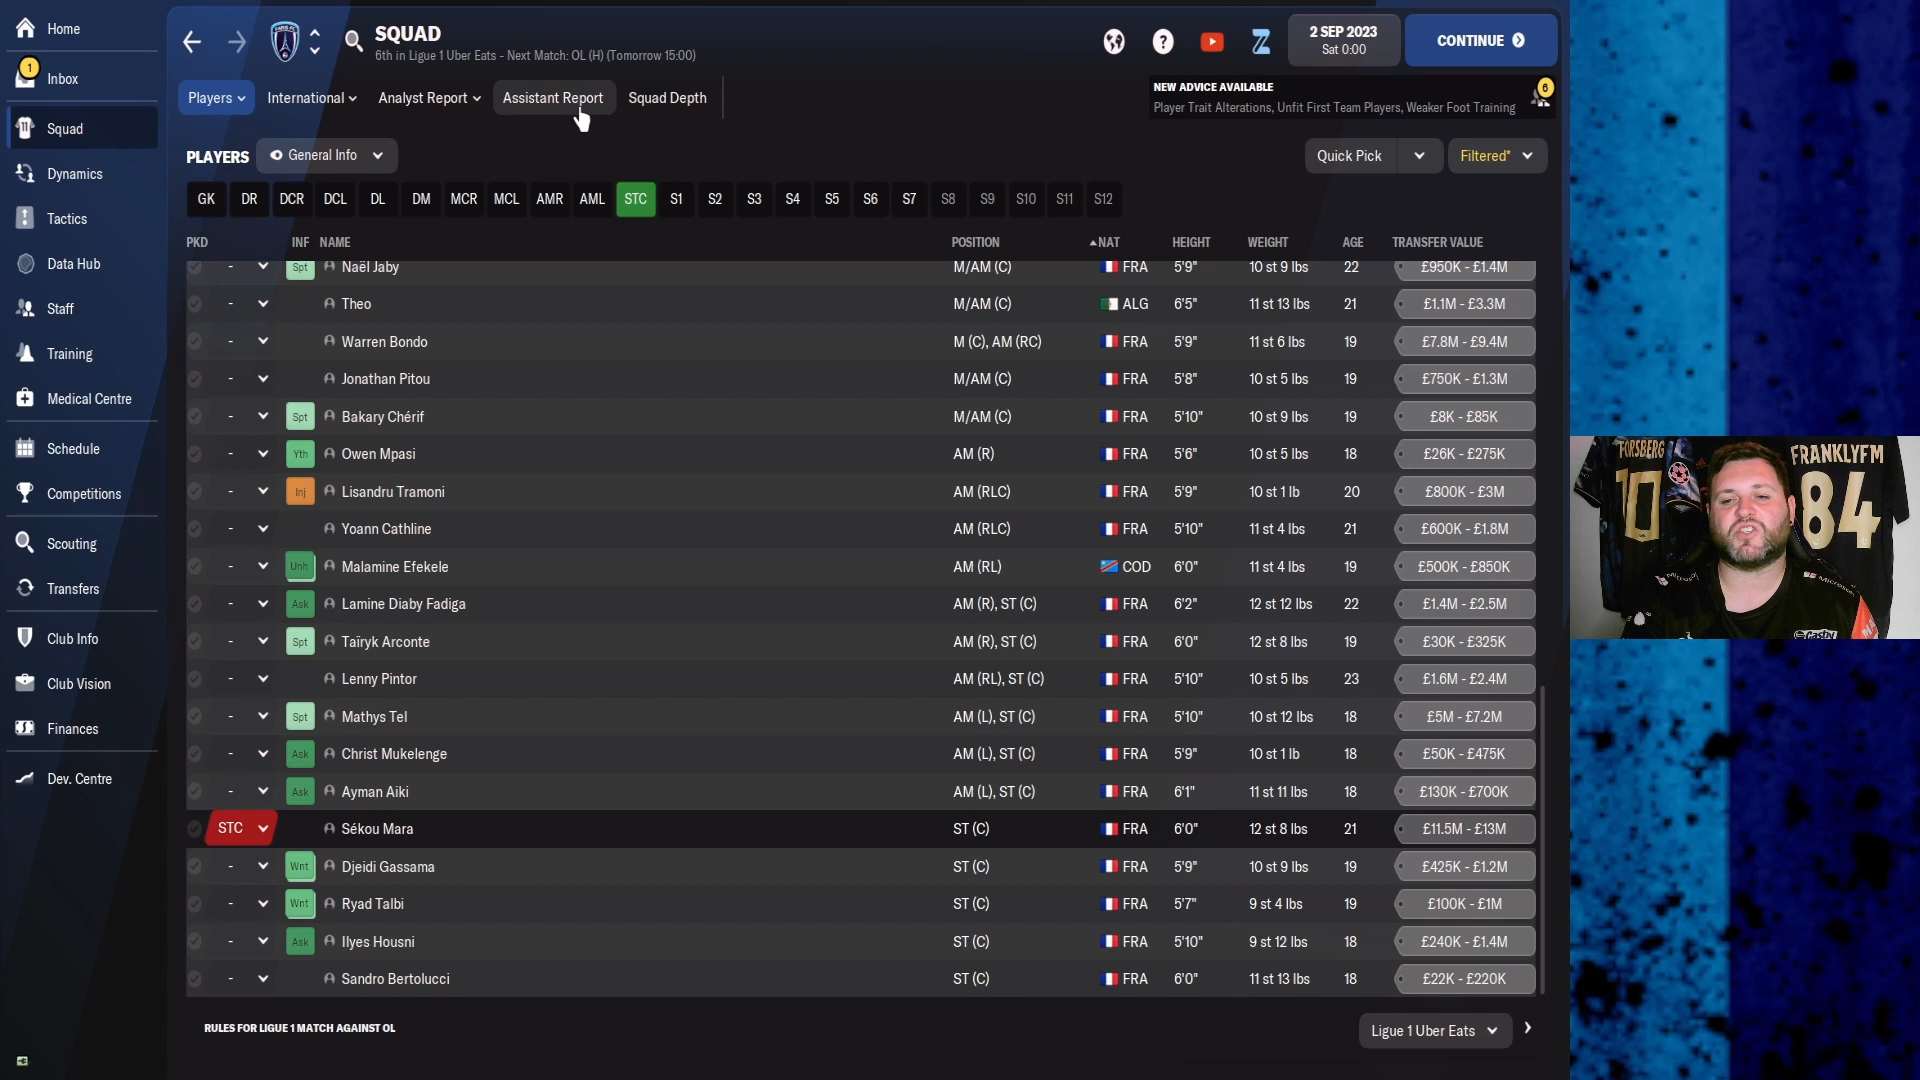 Home
1
Inbox
Squad
Dynamics
Tactics
Data Hub
Staff
Training
Medical Centre
Schedule
Competitions
Scouting
Transfers
Club Info
Club Vision
Finances
Dev. Centre
SQUAD
6th in Ligue 1 Uber Eats - Next Match: OL (H) (Tomorrow 15:00)
?
Z
2 SEP 2023
Sat 0:00
CONTINUE
Players International Analyst Report Assistant Report Squad Depth
NEW ADVICE AVAILABLE
Player Trait Alterations, Unfit First Team Players, Weaker Foot Training
6
PLAYERS General Info Quick Pick Filtered*
GK DR DCR DCL DL DM MCR MCL AMR AML STC S1 S2 S3 S4 S5 S6 S7 S8 S9 S10 S11 S12
PKD INF NAME POSITION NAT HEIGHT WEIGHT AGE TRANSFER VALUE
- Spt Naël Jaby M/AM (C) FRA 5'9" 10 st 9 lbs 22 £950K - £1.4M
- Theo M/AM (C) ALG 6'5" 11 st 13 lbs 21 £1.1M - £3.3M
- Warren Bondo M (C), AM (RC) FRA 5'9" 11 st 6 lbs 19 £7.8M - £9.4M
- Jonathan Pitou M/AM (C) FRA 5'8" 10 st 5 lbs 19 £750K - £1.3M
- Spt Bakary Chérif M/AM (C) FRA 5'10" 10 st 9 lbs 19 £8K - £85K
- Yth Owen Mpasi AM (R) FRA 5'6" 10 st 5 lbs 18 £26K - £275K
- Inj Lisandru Tramoni AM (RLC) FRA 5'9" 10 st 1 lb 20 £800K - £3M
- Yoann Cathline AM (RLC) FRA 5'10" 11 st 4 lbs 21 £600K - £1.8M
- Unh Malamine Efekele AM (RL) COD 6'0" 11 st 4 lbs 19 £500K - £850K
- Ask Lamine Diaby Fadiga AM (R), ST (C) FRA 6'2" 12 st 12 lbs 22 £1.4M - £2.5M
- Spt Taïryk Arconte AM (R), ST (C) FRA 6'0" 12 st 8 lbs 19 £30K - £325K
- Lenny Pintor AM (RL), ST (C) FRA 5'10" 10 st 5 lbs 23 £1.6M - £2.4M
- Spt Mathys Tel AM (L), ST (C) FRA 5'10" 10 st 12 lbs 18 £5M - £7.2M
- Ask Christ Mukelenge AM (L), ST (C) FRA 5'9" 10 st 1 lb 18 £50K - £475K
- Ask Ayman Aiki AM (L), ST (C) FRA 6'1" 11 st 11 lbs 18 £130K - £700K
STC Sékou Mara ST (C) FRA 6'0" 12 st 8 lbs 21 £11.5M - £13M
- Wnt Djeidi Gassama ST (C) FRA 5'9" 10 st 9 lbs 19 £425K - £1.2M
- Wnt Ryad Talbi ST (C) FRA 5'7" 9 st 4 lbs 19 £100K - £1M
- Ask Ilyes Housni ST (C) FRA 5'10" 9 st 12 lbs 18 £240K - £1.4M
- Sandro Bertolucci ST (C) FRA 6'0" 11 st 13 lbs 18 £22K - £220K
RULES FOR LIGUE 1 MATCH AGAINST OL
Ligue 1 Uber Eats
FORSBERG
10
FRANKLYFM
84